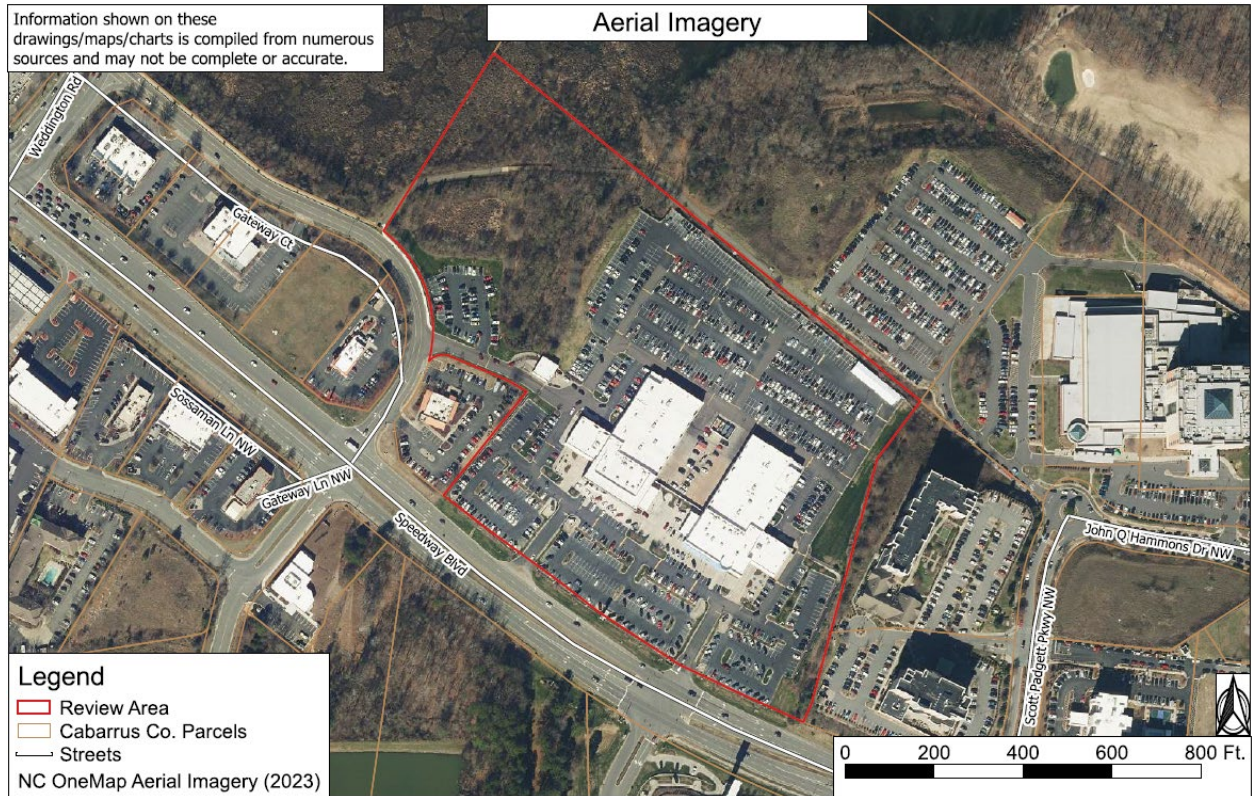 Information shown on these
drawings/maps/charts is compiled from numerous
sources and may not be complete or accurate.
Aerial Imagery
Weddington Rd
Gateway Ct
Sossaman Ln NW
Gateway Ln NW
Speedway Blvd
John Q Hammons Dr NW
Scott Padgett Pkwy NW
Legend
Review Area
Cabarrus Co. Parcels
Streets
NC OneMap Aerial Imagery (2023)
0 200 400 600 800 Ft.